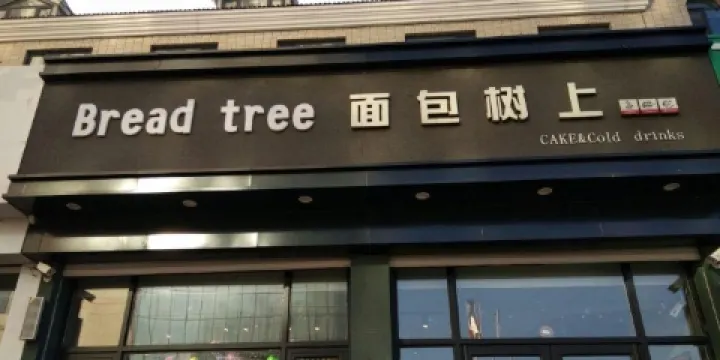 Bread tree 面包树上
CAKE&Cold drinks